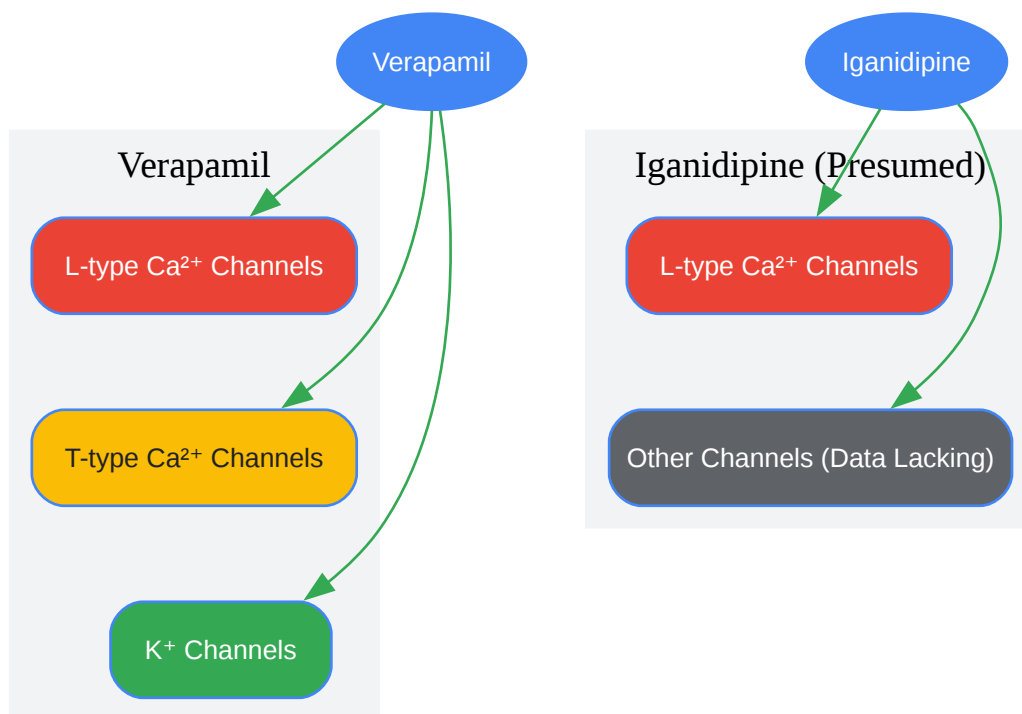 Verapamil
Verapamil
L-type Ca²⁺ Channels
T-type Ca²⁺ Channels
K⁺ Channels
Iganidipine
Iganidipine (Presumed)
L-type Ca²⁺ Channels
Other Channels (Data Lacking)